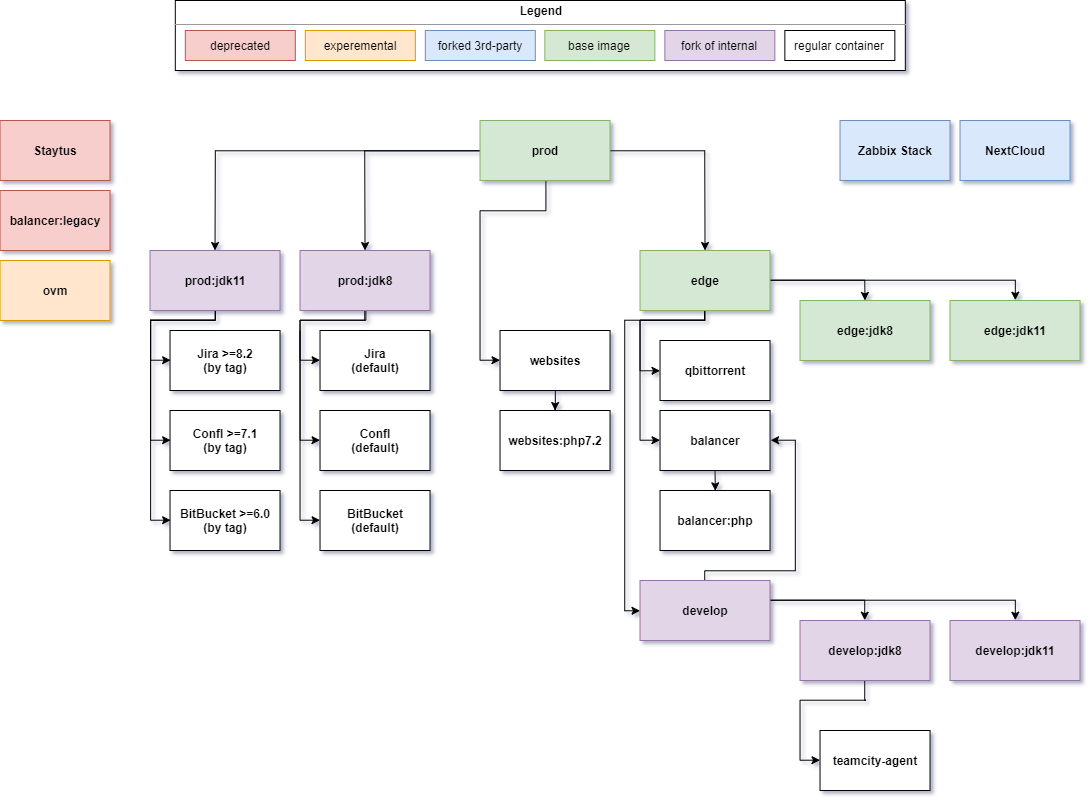 Legend
deprecated
experemental
forked 3rd-party
base image
fork of internal
regular container
Staytus
prod
Zabbix Stack
NextCloud
balancer:legacy
ovm
prod:jdk11
prod:jdk8
edge
edge:jdk8
edge:jdk11
Jira >=8.2
(by tag)
Jira
(default)
websites
qbittorrent
Confl >=7.1
(by tag)
Confl
(default)
websites:php7.2
balancer
BitBucket >=6.0
(by tag)
BitBucket
(default)
balancer:php
develop
develop:jdk8
develop:jdk11
teamcity-agent